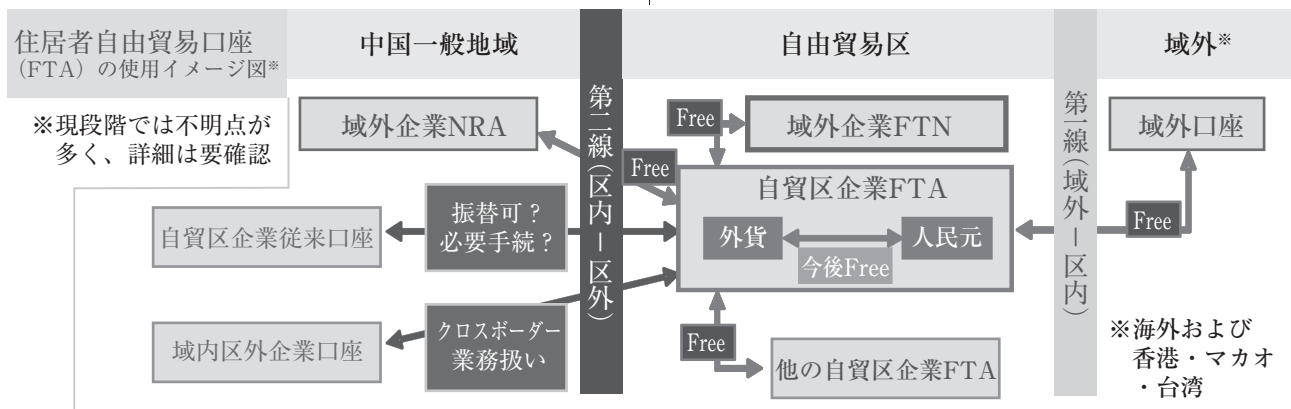 住居者自由貿易口座
(FTA)の使用イメージ図※
中国一般地域
自由貿易区
域外※
※現段階では不明点が
多く、詳細は要確認
域外企業NRA
自貿区企業従来口座
域内区外企業口座
振替可？
必要手続？
クロスボーダー
業務扱い
第二線(区内－区外)
Free
Free
域外企業FTN
自貿区企業FTA
外貨
人民元
今後Free
Free
他の自貿区企業FTA
第一線(域外－区内)
域外口座
Free
※海外および
香港・マカオ
・台湾